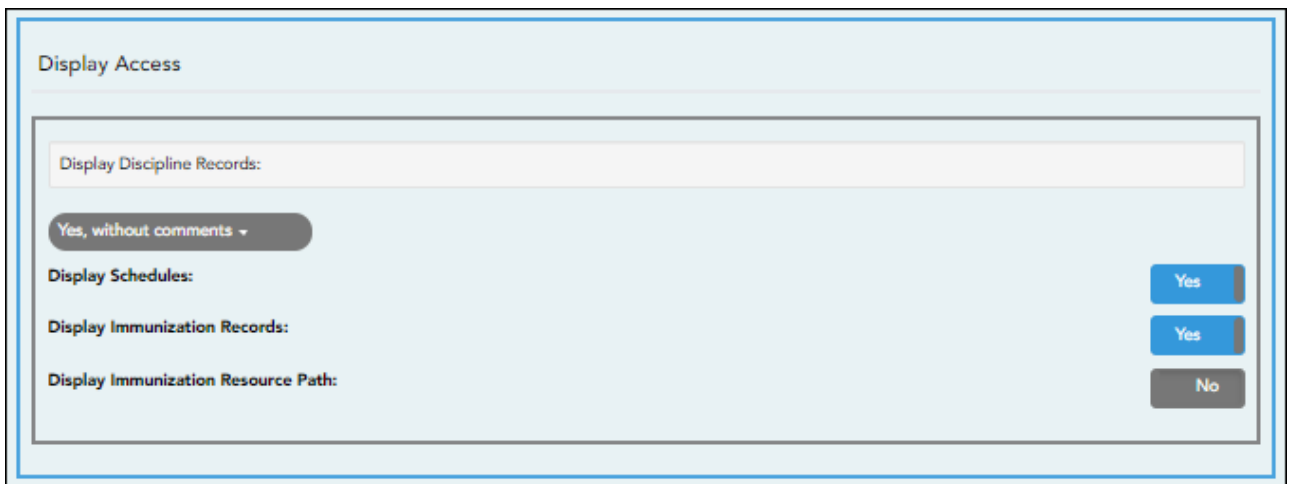 Display Access
Display Discipline Records:
Yes, without comments
Display Schedules:
Yes
Display Immunization Records:
Yes
Display Immunization Resource Path:
No